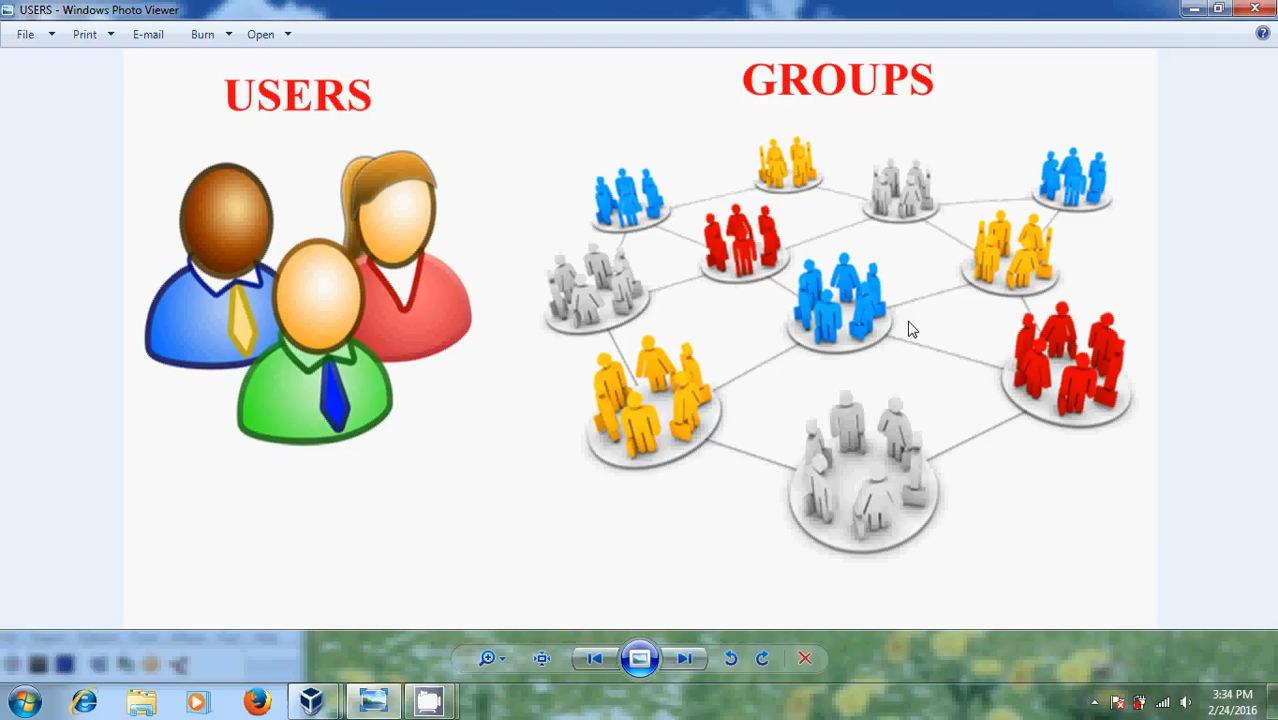 USERS - Windows Photo Viewer
File Print E-mail Burn Open
USERS
GROUPS
3:34 PM
2/24/2016